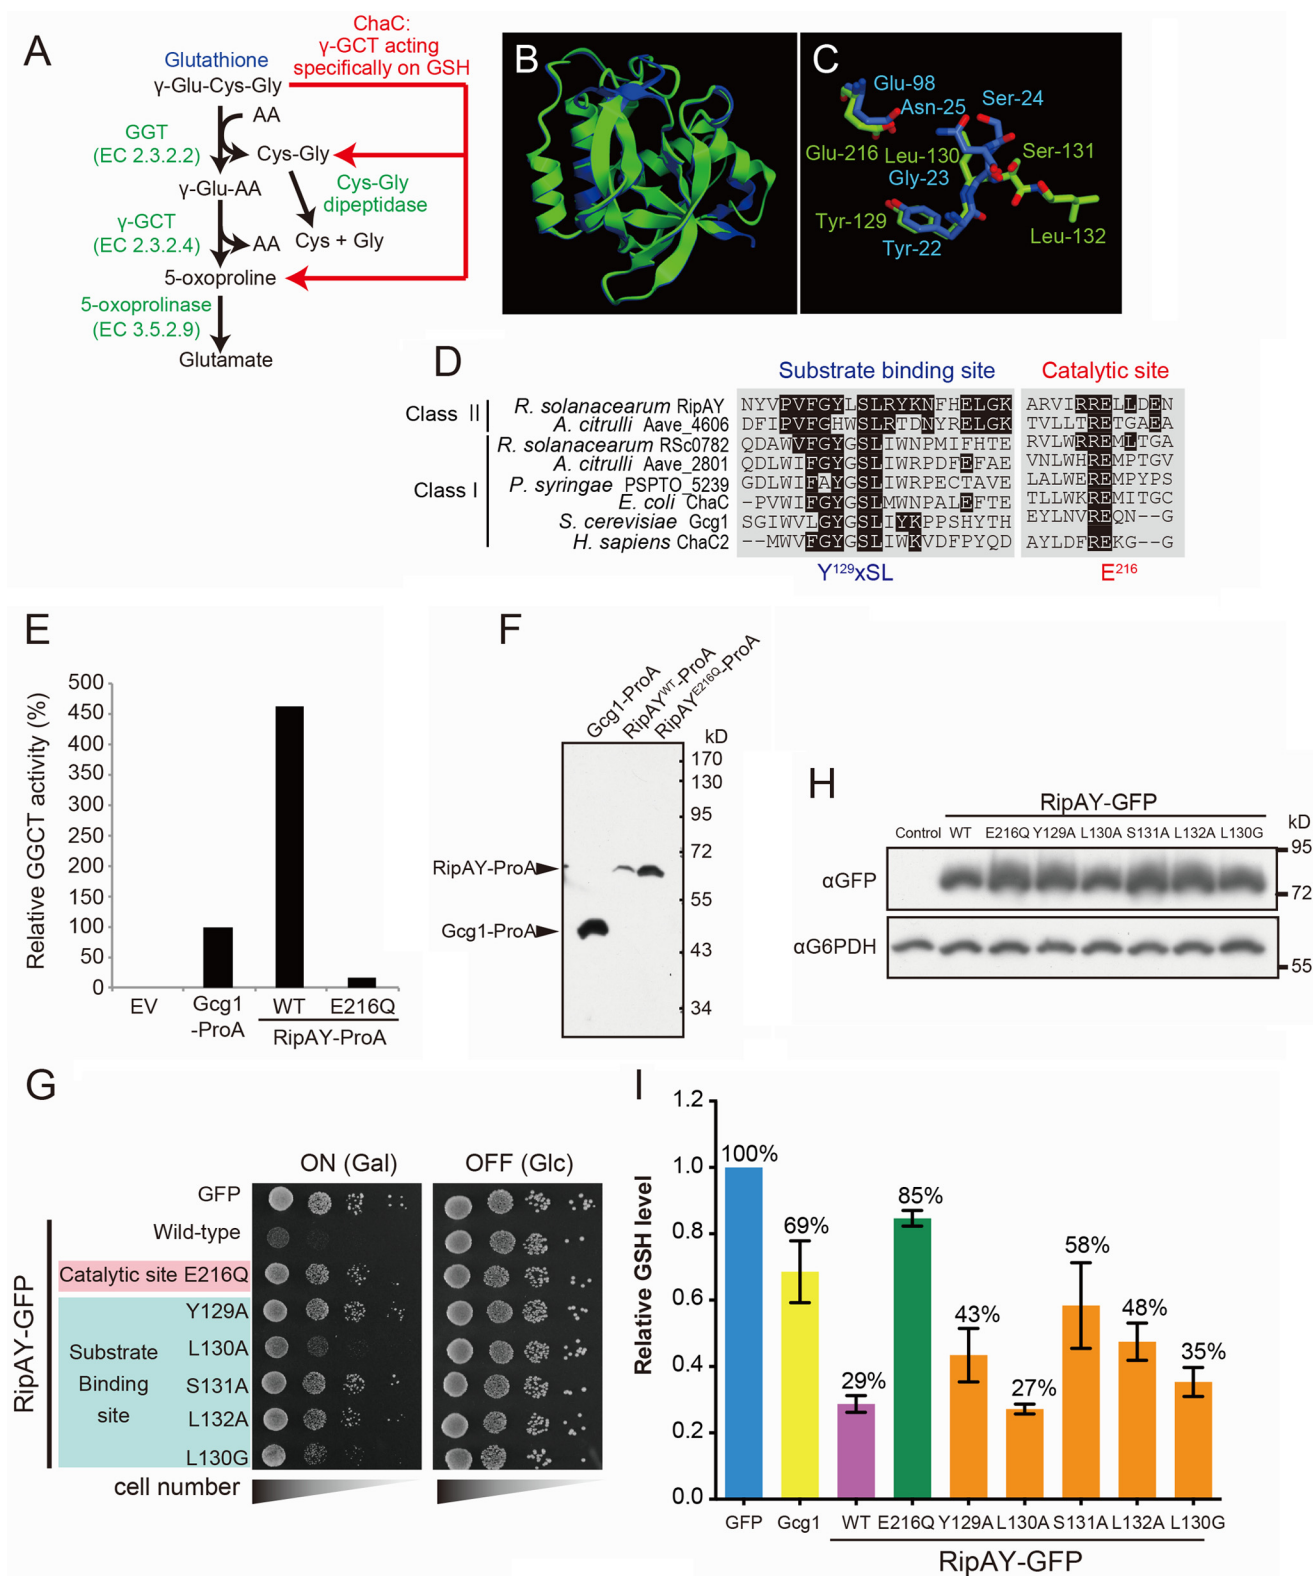 A
ChaC:
γ-GCT acting
specifically on GSH
Glutathione
γ-Glu-Cys-Gly
AA
GGT
(EC 2.3.2.2)
Cys-Gly
γ-Glu-AA
Cys-Gly
dipeptidase
γ-GCT
(EC 2.3.2.4)
AA
Cys + Gly
5-oxoproline
5-oxoprolinase
(EC 3.5.2.9)
Glutamate
B
C
Glu-98
Asn-25
Ser-24
Glu-216
Leu-130
Ser-131
Gly-23
Tyr-129
Tyr-22
Leu-132
D
Substrate binding site
Catalytic site
Class II
Class I
R. solanacearum RipAY NYVPVFGYLSLRYKNFHELGK ARVIRRELLDEN
A. citrulli Aave_4606 DFIPVFGHWSLRTDNYRELGK TVLLTRETGAEA
R. solanacearum RSc0782 QDAWVFGYGSLIWNPMIFHTE RVLWRREMLTGA
A. citrulli Aave_2801 QDLWIFGYGSLIWRPDFEFAE VNLWHREMPTGV
P. syringae PSPTO_5239 GDLWIFAYGSLIWRPECTAVE LALWEREMPYPS
E. coli ChaC -PVWIFGYGSLMWNPALEFTE TLLWKREMITGC
S. cerevisiae Gcg1 SGIWVLGYGSLIYKPPSHYTH EYLNVREQN--G
H. sapiens ChaC2 --MWVFGYGSLIWKVDFPYQD AYLDFREKG--G
Y129xSL
E216
E
Relative GGCT activity (%)
500
450
400
350
300
250
200
150
100
50
0
EV
Gcg1
-ProA
WT
E216Q
RipAY-ProA
F
Gcg1-ProA
RipAYWT-ProA
RipAYE216Q-ProA
kD
170
130
95
72
55
43
34
RipAY-ProA
Gcg1-ProA
H
RipAY-GFP
Control WT E216Q Y129A L130A S131A L132A L130G
kD
95
αGFP
72
αG6PDH
55
G
ON (Gal)
OFF (Glc)
RipAY-GFP
GFP
Wild-type
Catalytic site E216Q
Substrate
Binding
site
Y129A
L130A
S131A
L132A
L130G
cell number
I
Relative GSH level
1.2
1.0
0.8
0.6
0.4
0.2
0.0
100%
69%
29%
85%
43%
27%
58%
48%
35%
GFP Gcg1 WT E216Q Y129A L130A S131A L132A L130G
RipAY-GFP